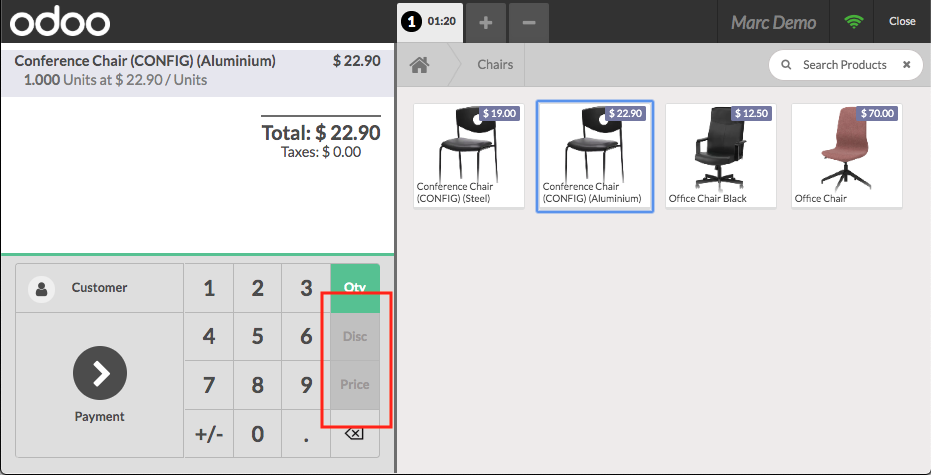 odoo
1 01:20
+
−
Marc Demo
Close
Conference Chair (CONFIG) (Aluminium) $ 22.90
1.000 Units at $ 22.90 / Units
Total: $ 22.90
Taxes: $ 0.00
Chairs
Search Products ×
$ 19.00
Conference Chair
(CONFIG) (Steel)
$ 22.90
Conference Chair
(CONFIG) (Aluminium)
$ 12.50
Office Chair Black
$ 70.00
Office Chair
Customer
1 2 3 Qty
4 5 6 Disc
7 8 9 Price
+/- 0 .
Payment